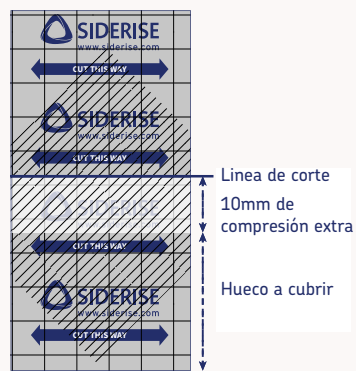 SIDERISE
www.siderise.com
CUT THIS WAY
SIDERISE
www.siderise.com
CUT THIS WAY
Linea de corte
10mm de
compresión extra
SIDERISE
CUT THIS WAY
Hueco a cubrir
SIDERISE
www.siderise.com
CUT THIS WAY